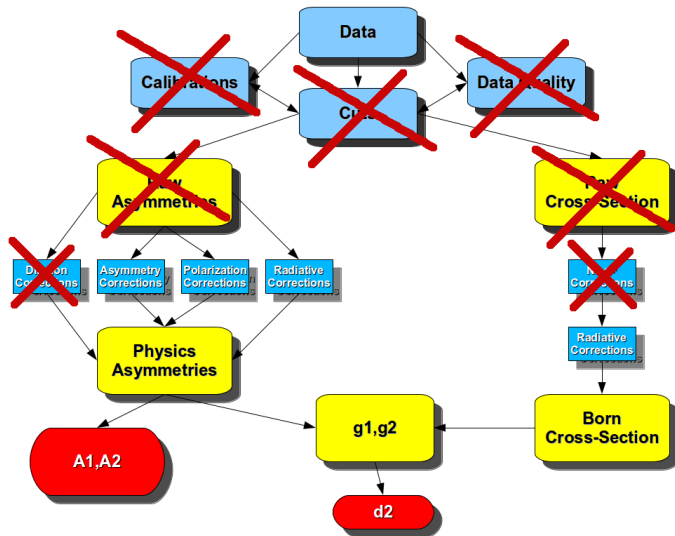 Data
Calibrations
Data Quality
Cuts
Raw
Asymmetries
Raw
Cross-Section
Dilution
Corrections
Asymmetry
Corrections
Polarization
Corrections
Radiative
Corrections
Corrections
Radiative
Corrections
Physics
Asymmetries
g1,g2
Born
Cross-Section
A1,A2
d2